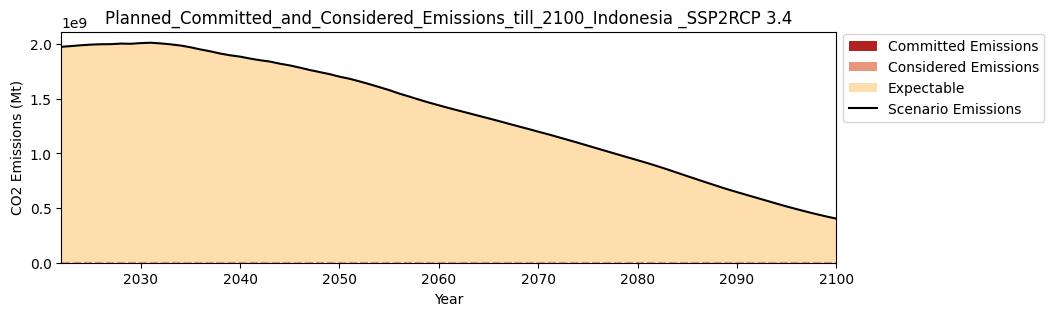 Planned_Committed_and_Considered_Emissions_till_2100_Indonesia _SSP2RCP 3.4
1e9
2.0
1.5
1.0
0.5
0.0
CO2 Emissions (Mt)
2030 2040 2050 2060 2070 2080 2090 2100
Year
Committed Emissions
Considered Emissions
Expectable
Scenario Emissions